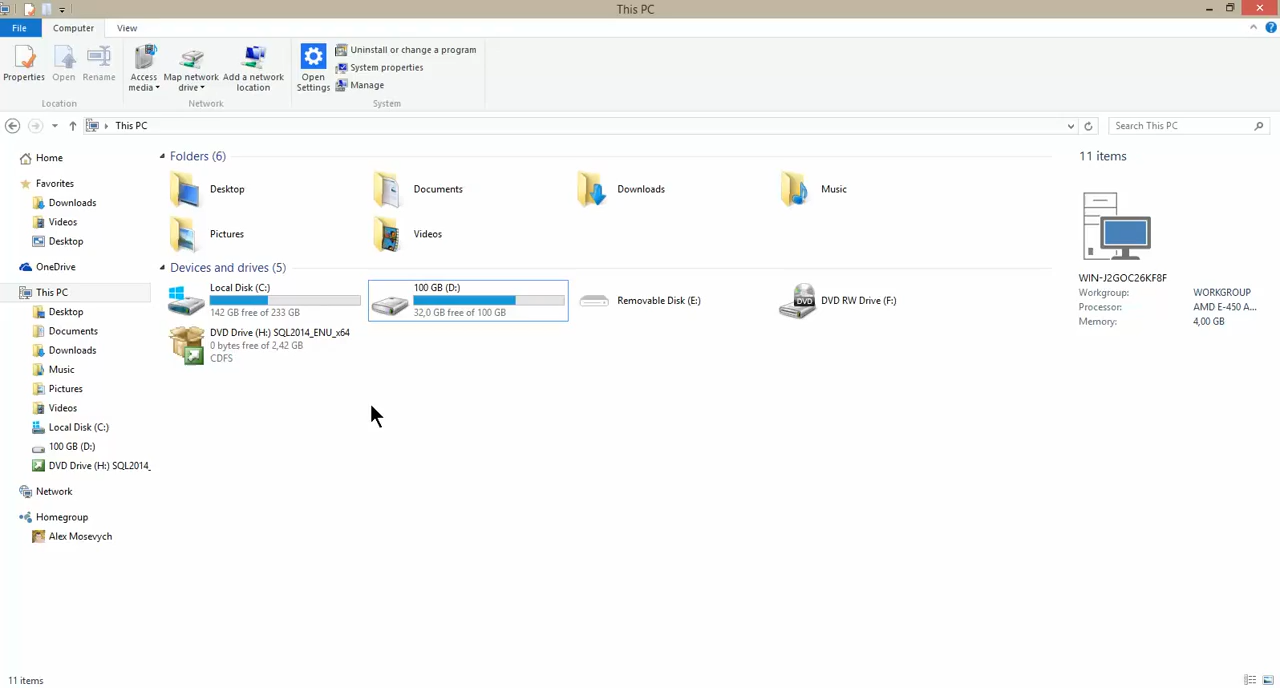 This PC
File Computer View
Properties Open Rename Access media Map network drive Add a network location Open Settings Uninstall or change a program
System properties
Manage
Location Network System
This PC Search This PC
Home
Favorites
Downloads
Videos
Desktop
OneDrive
This PC
Desktop
Documents
Downloads
Music
Pictures
Videos
Local Disk (C:)
100 GB (D:)
DVD Drive (H:) SQL2014_
Network
Homegroup
Alex Mosevych
Folders (6)
Desktop Documents Downloads Music
Pictures Videos
Devices and drives (5)
Local Disk (C:)
142 GB free of 233 GB
100 GB (D:)
32,0 GB free of 100 GB
Removable Disk (E:)
DVD
DVD RW Drive (F:)
DVD Drive (H:) SQL2014_ENU_x64
0 bytes free of 2,42 GB
CDFS
11 items
WIN-J2GOC26KF8F
Workgroup: WORKGROUP
Processor: AMD E-450 A...
Memory: 4,00 GB
11 items